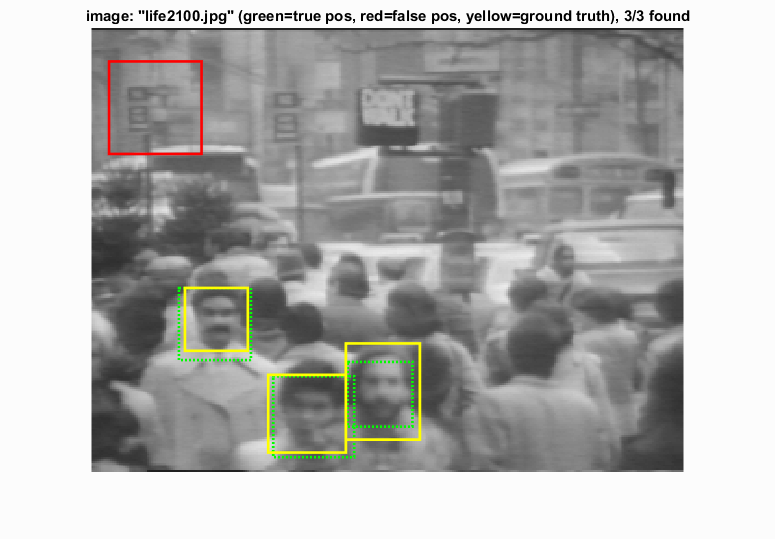 image: "life2100.jpg" (green=true pos, red=false pos, yellow=ground truth), 3/3 found
DONT
WALK